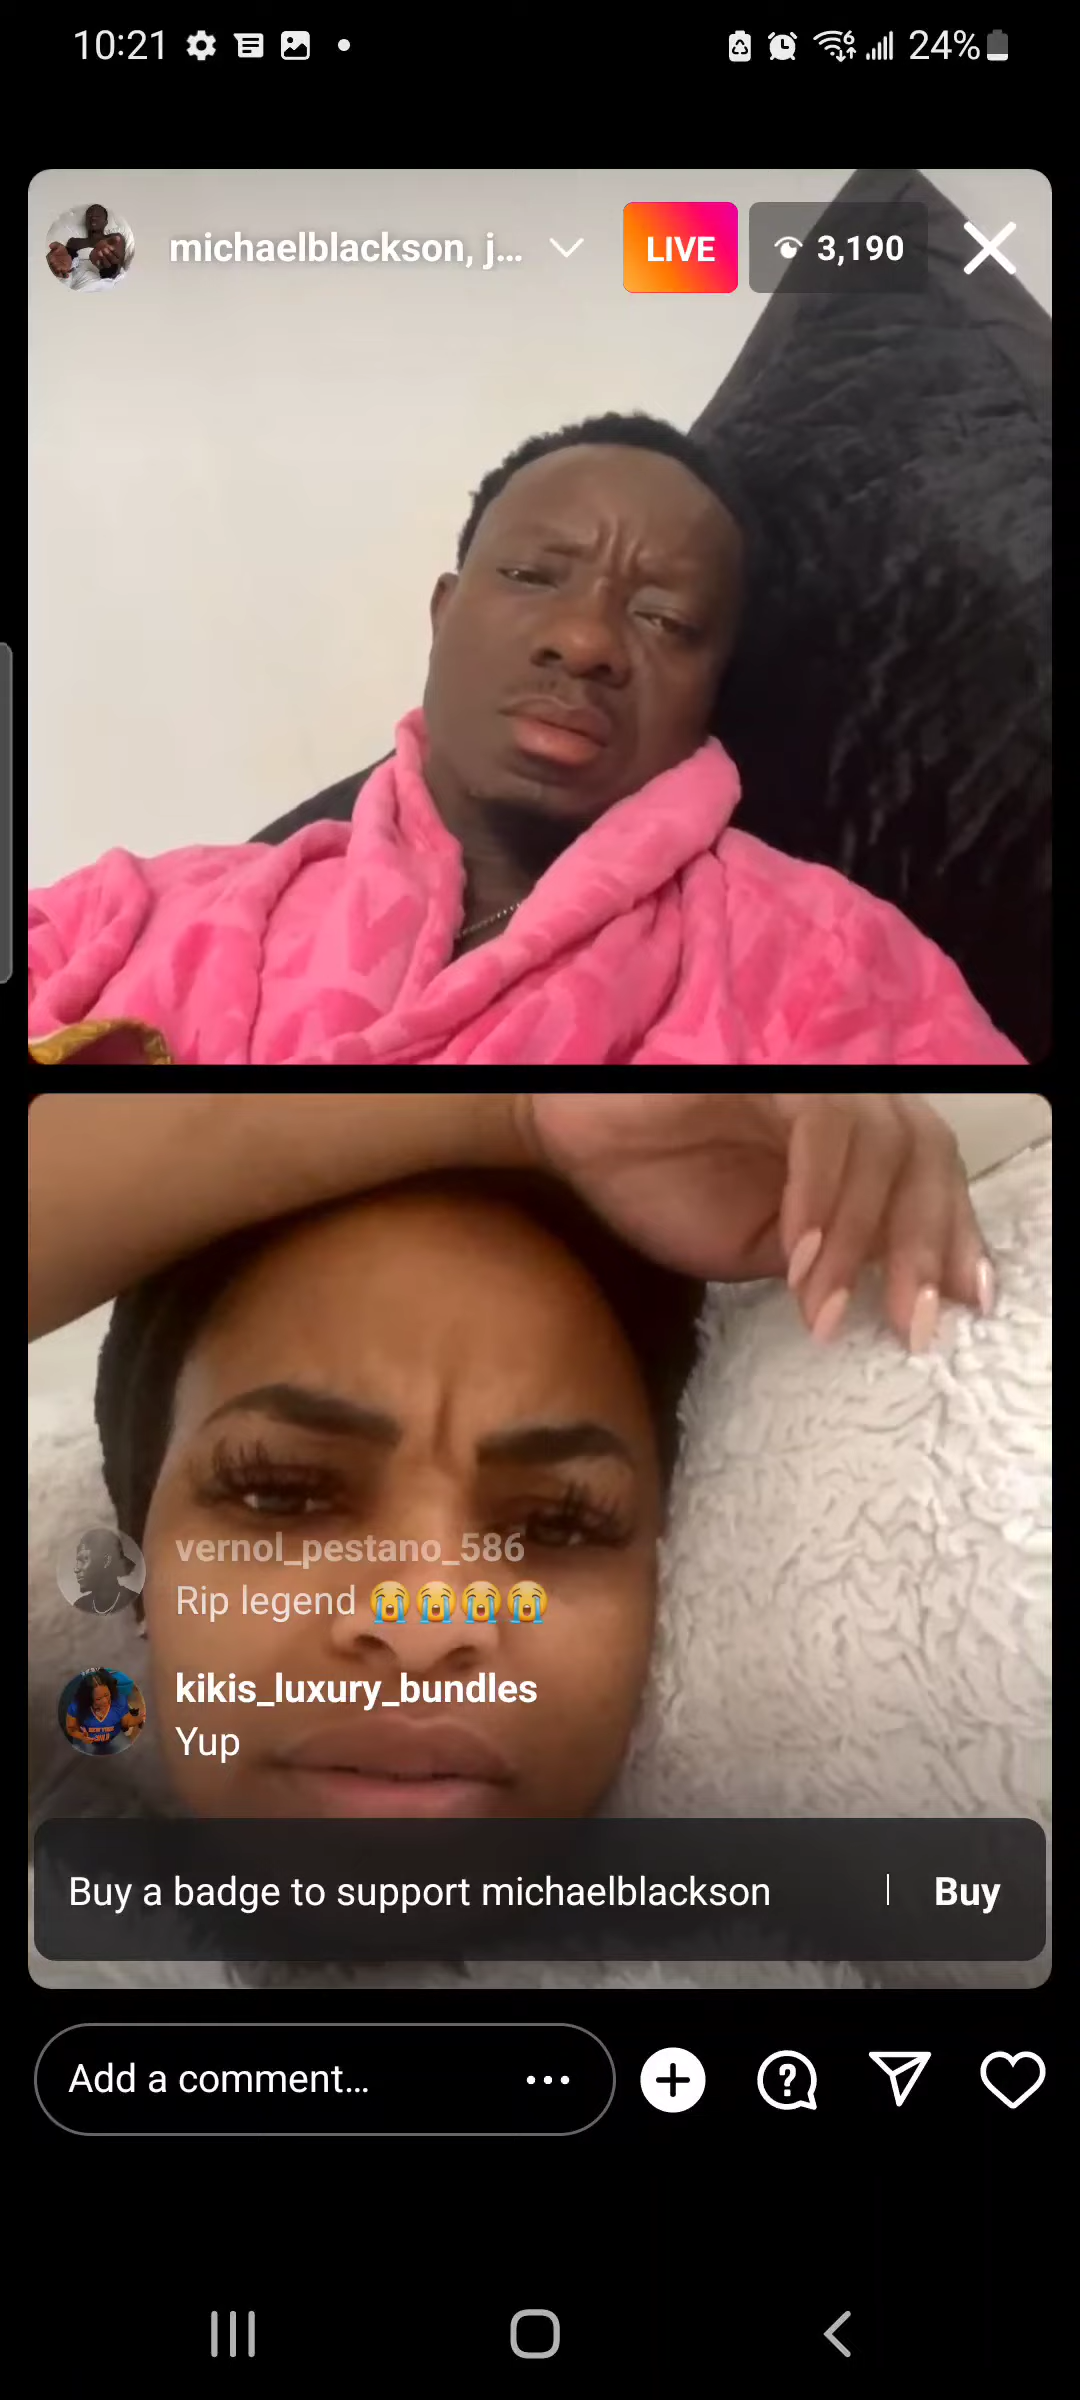 10:21
24%
michaelblackson, j...
LIVE
3,190
vernol_pestano_586
Rip legend 😭😭😭😭
kikis_luxury_bundles
Yup
Buy a badge to support michaelblackson | Buy
Add a comment...